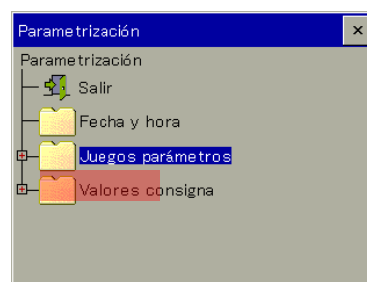 Parametrización
Parametrización
Salir
Fecha y hora
Juegos parámetros
Valores consigna